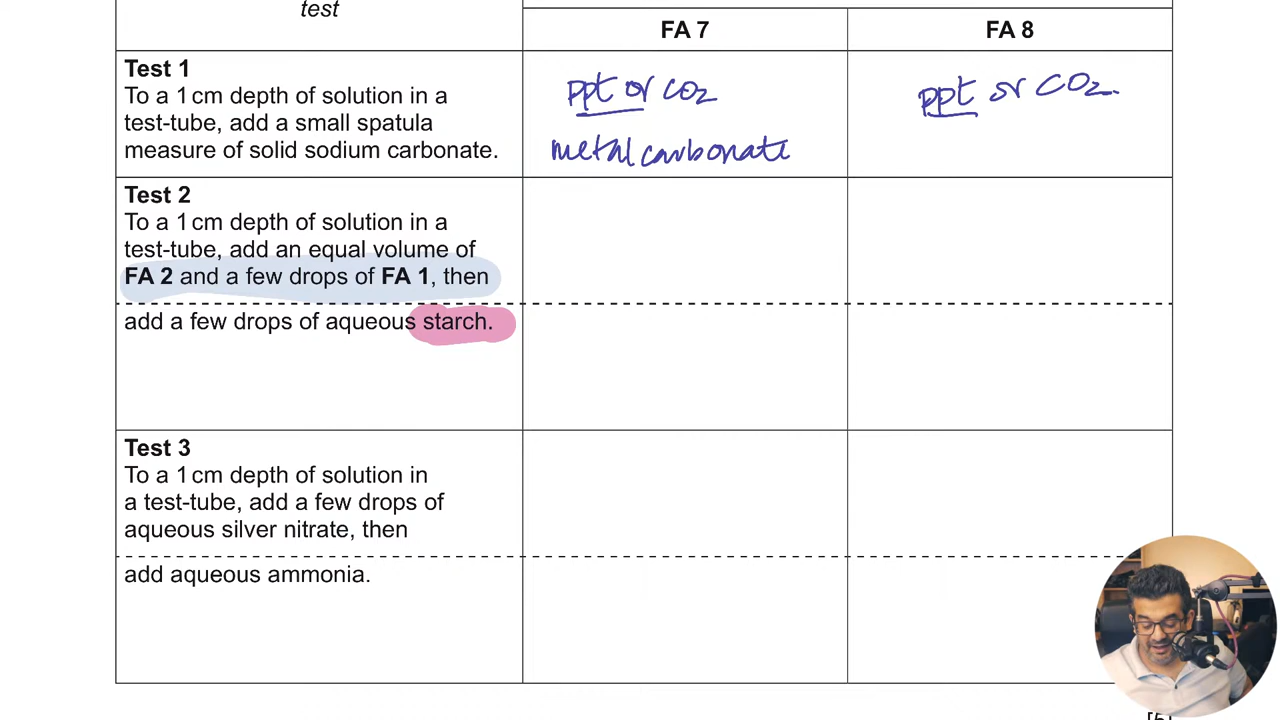 test
FA 7
FA 8
Test 1
To a 1 cm depth of solution in a
test-tube, add a small spatula
measure of solid sodium carbonate.
ppt or CO2
metal carbonate
ppt or CO2.
Test 2
To a 1 cm depth of solution in a
test-tube, add an equal volume of
FA 2 and a few drops of FA 1, then
add a few drops of aqueous starch.
Test 3
To a 1 cm depth of solution in
a test-tube, add a few drops of
aqueous silver nitrate, then
add aqueous ammonia.